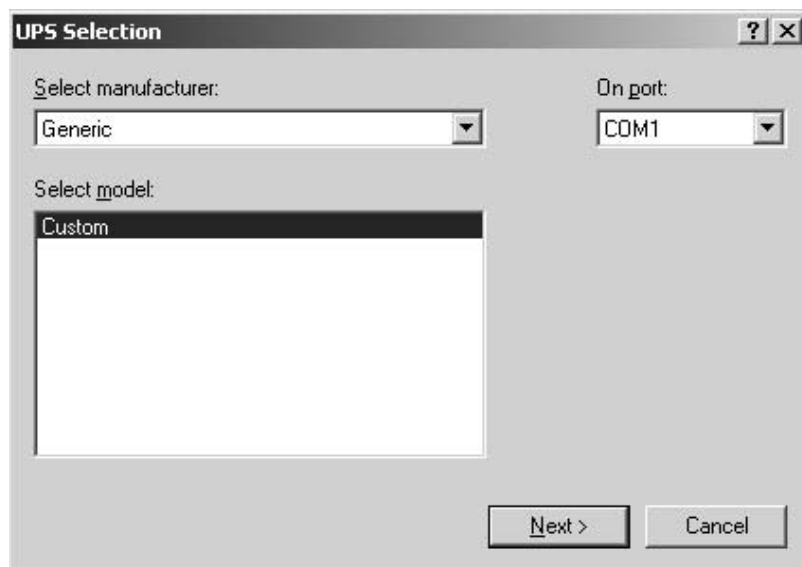 UPS Selection
Select manufacturer:
On port:
Generic
COM1
Select model:
Custom
Next >
Cancel